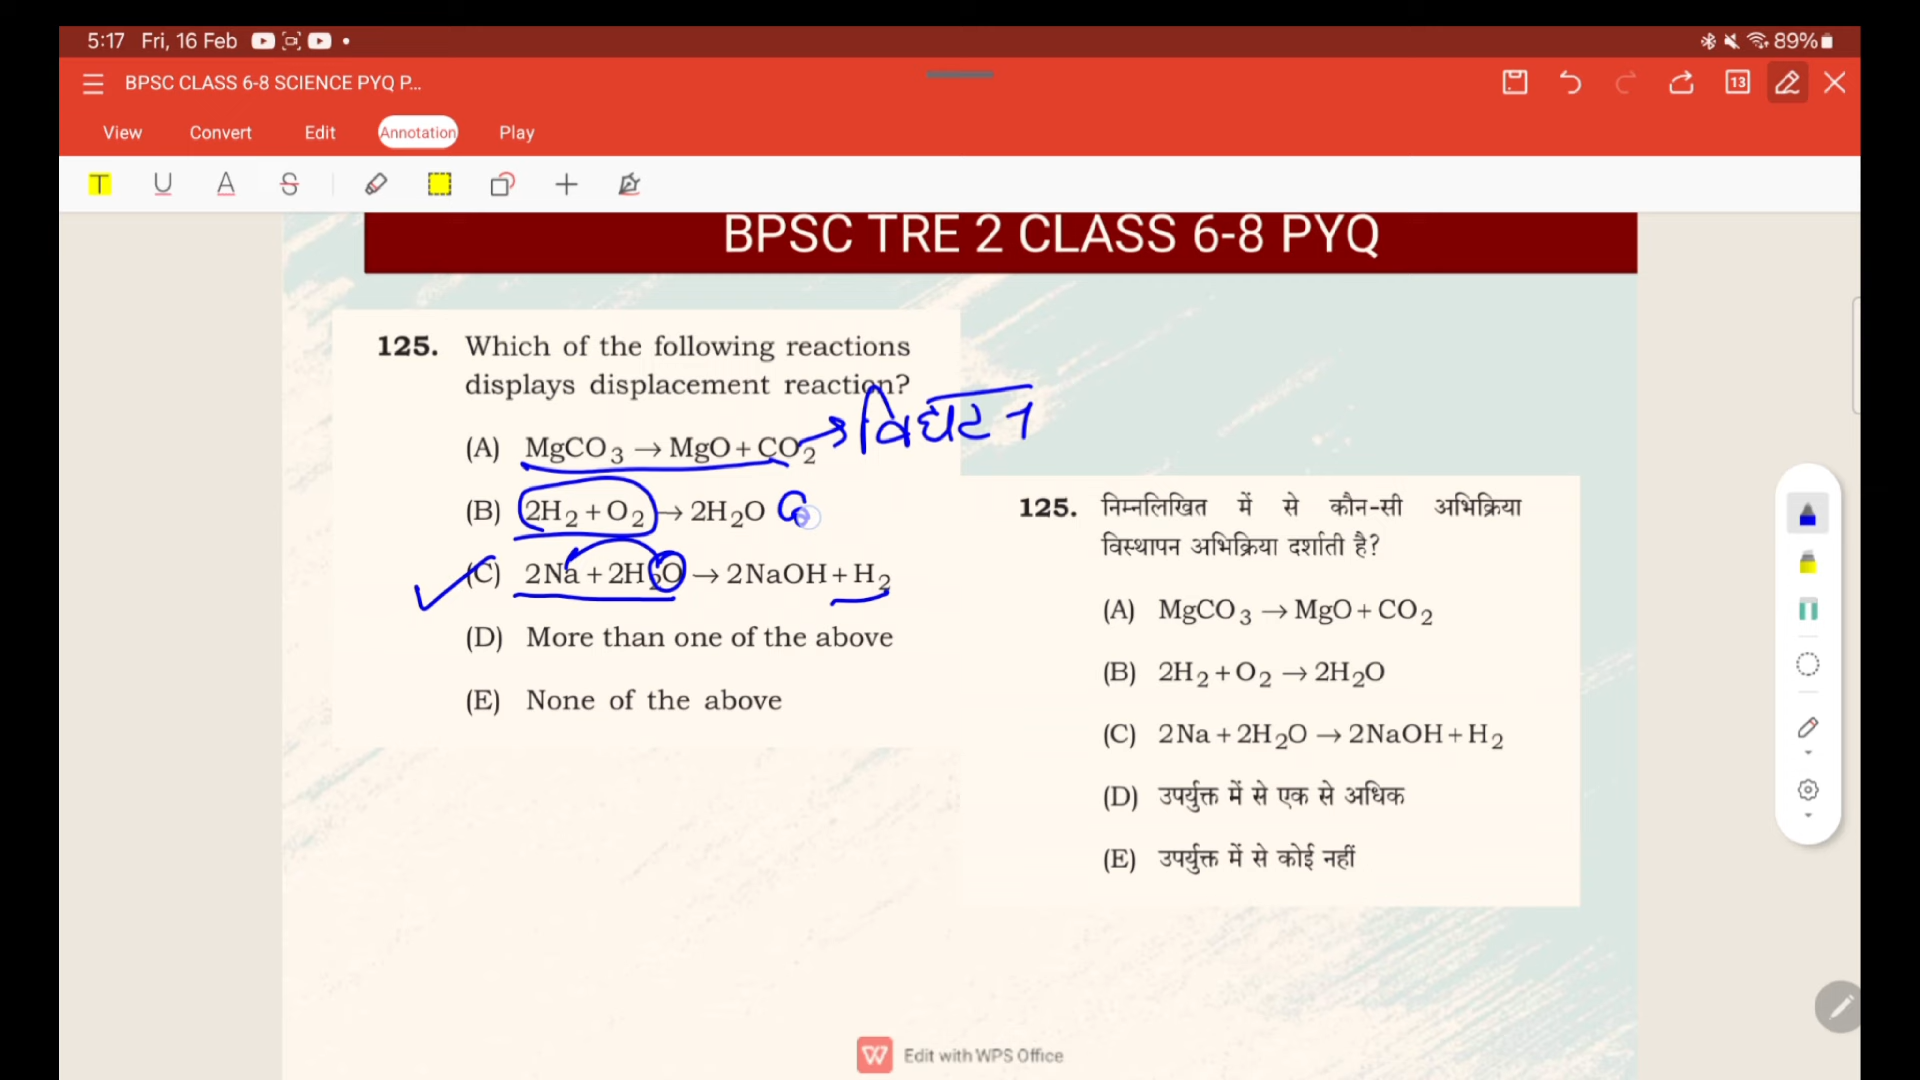 5:17 Fri, 16 Feb
89%
BPSC CLASS 6-8 SCIENCE PYQ P...
13
View Convert Edit Annotation Play
T U A S
BPSC TRE 2 CLASS 6-8 PYQ
125. Which of the following reactions
displays displacement reaction?
(A) MgCO₃ → MgO + CO₂ → विघटन
(B) 2H₂ + O₂ → 2H₂O
(C) 2Na + 2H₂O → 2NaOH + H₂
(D) More than one of the above
(E) None of the above
125. निम्नलिखित में से कौन-सी अभिक्रिया
विस्थापन अभिक्रिया दर्शाती है?
(A) MgCO₃ → MgO + CO₂
(B) 2H₂ + O₂ → 2H₂O
(C) 2Na + 2H₂O → 2NaOH + H₂
(D) उपर्युक्त में से एक से अधिक
(E) उपर्युक्त में से कोई नहीं
W Edit with WPS Office